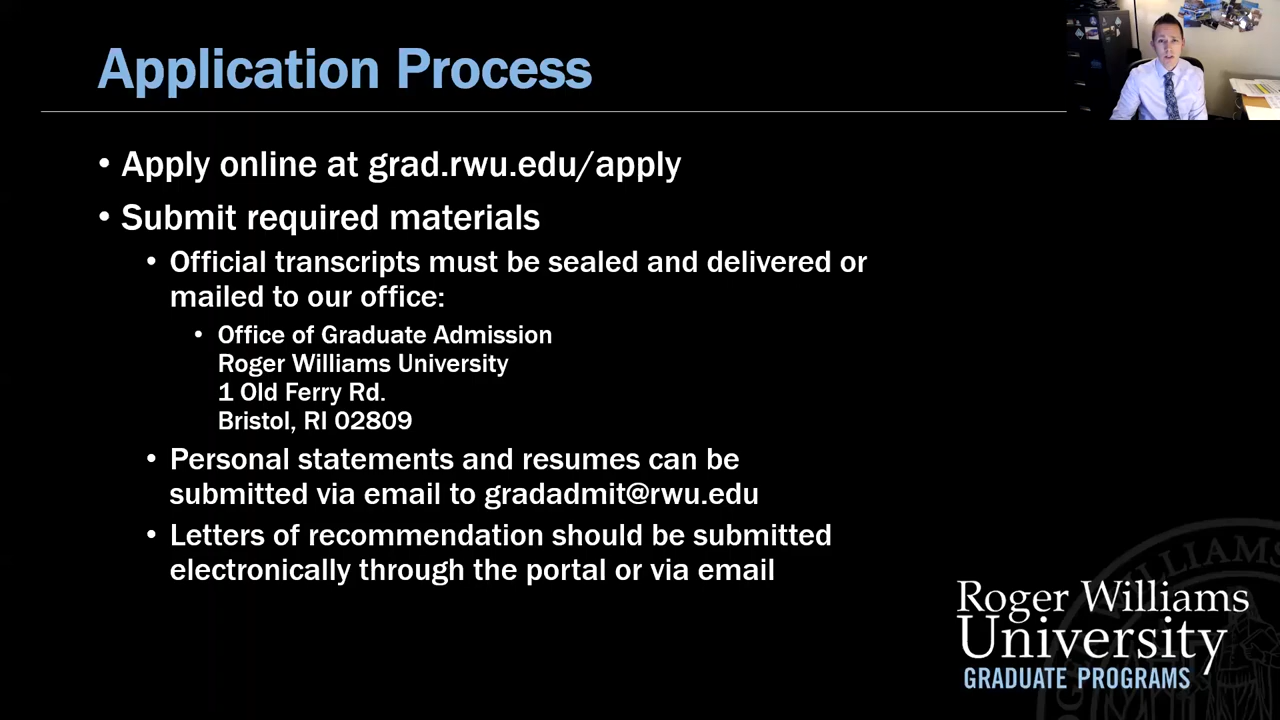 Application Process
• Apply online at grad.rwu.edu/apply
• Submit required materials
• Official transcripts must be sealed and delivered or
mailed to our office:
• Office of Graduate Admission
Roger Williams University
1 Old Ferry Rd.
Bristol, RI 02809
• Personal statements and resumes can be
submitted via email to gradadmit@rwu.edu
• Letters of recommendation should be submitted
electronically through the portal or via email
WILLIAMS
Roger Williams
University
GRADUATE PROGRAMS